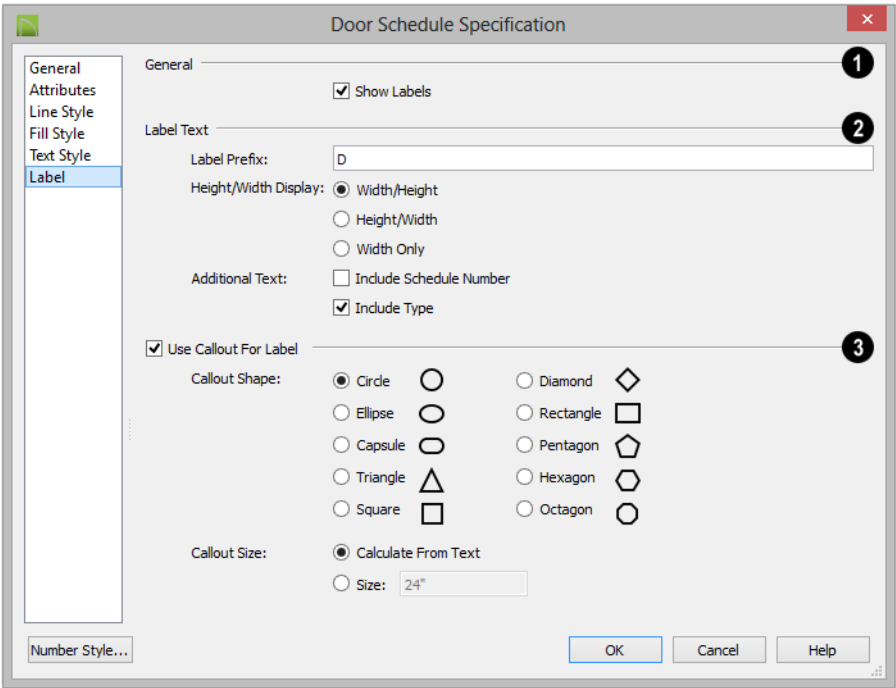 Door Schedule Specification
×
General
Attributes
Line Style
Fill Style
Text Style
Label
General
1
Show Labels
Label Text
2
Label Prefix: D
Height/Width Display: Width/Height
Height/Width
Width Only
Additional Text: Include Schedule Number
Include Type
Use Callout For Label
3
Callout Shape: Circle Diamond
Ellipse Rectangle
Capsule Pentagon
Triangle Hexagon
Square Octagon
Callout Size: Calculate From Text
Size: 24"
Number Style... OK Cancel Help